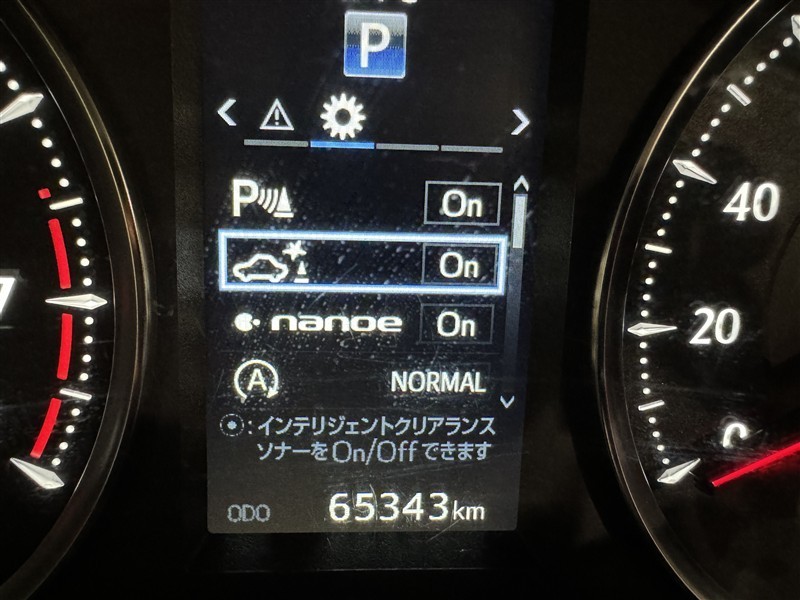 P
P On
On
nanoe On
A NORMAL
:インテリジェントクリアランス
ソナーをOn/Offできます
ODO 65343km
7
40
20